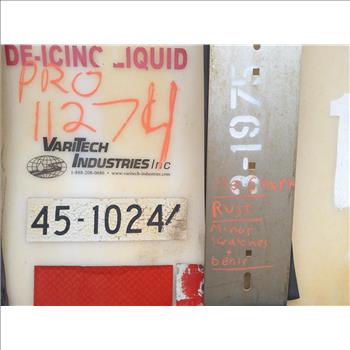 DE-ICING LIQUID
PRO
11274
VARITECH
INDUSTRIES Inc
1-888-208-0686 • www.varitech-industries.com
45-1024
3-1975
RUST
Minor
scratches
+
Dents
1